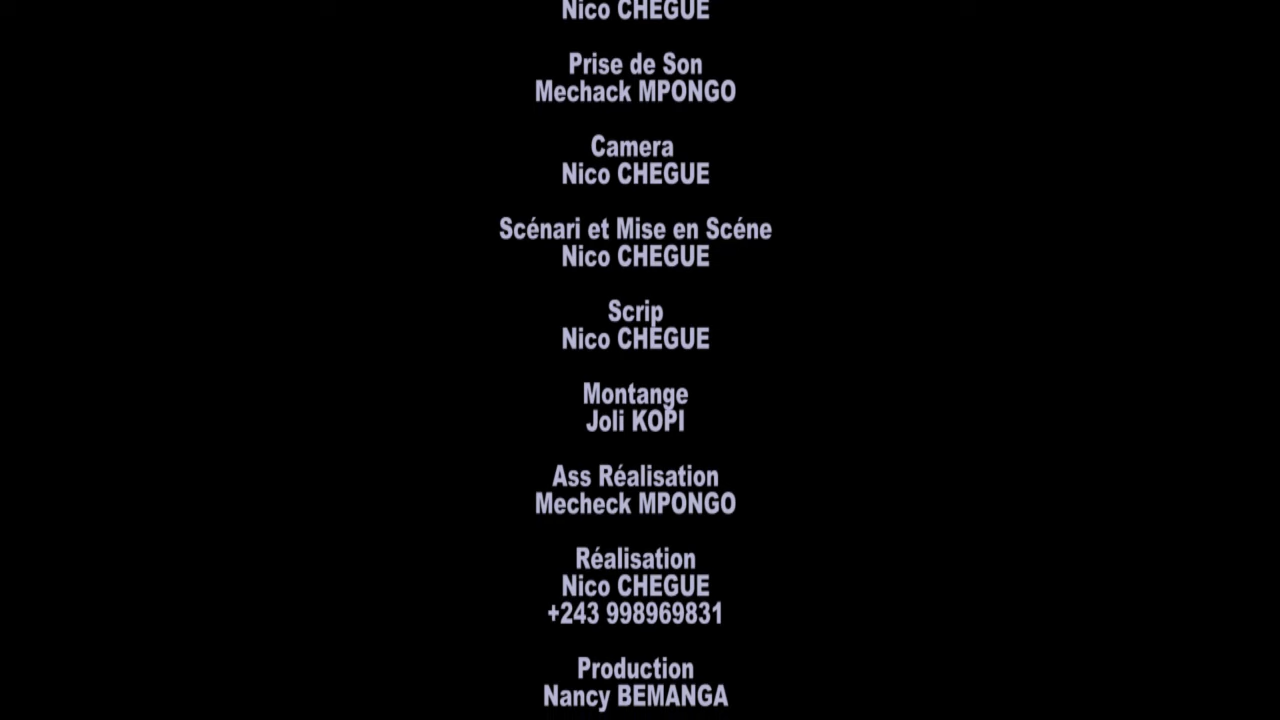 Nico CHEGUE
Prise de Son
Mechack MPONGO
Camera
Nico CHEGUE
Scénari et Mise en Scéne
Nico CHEGUE
Scrip
Nico CHEGUE
Montange
Joli KOPI
Ass Réalisation
Mecheck MPONGO
Réalisation
Nico CHEGUE
+243 998969831
Production
Nancy BEMANGA